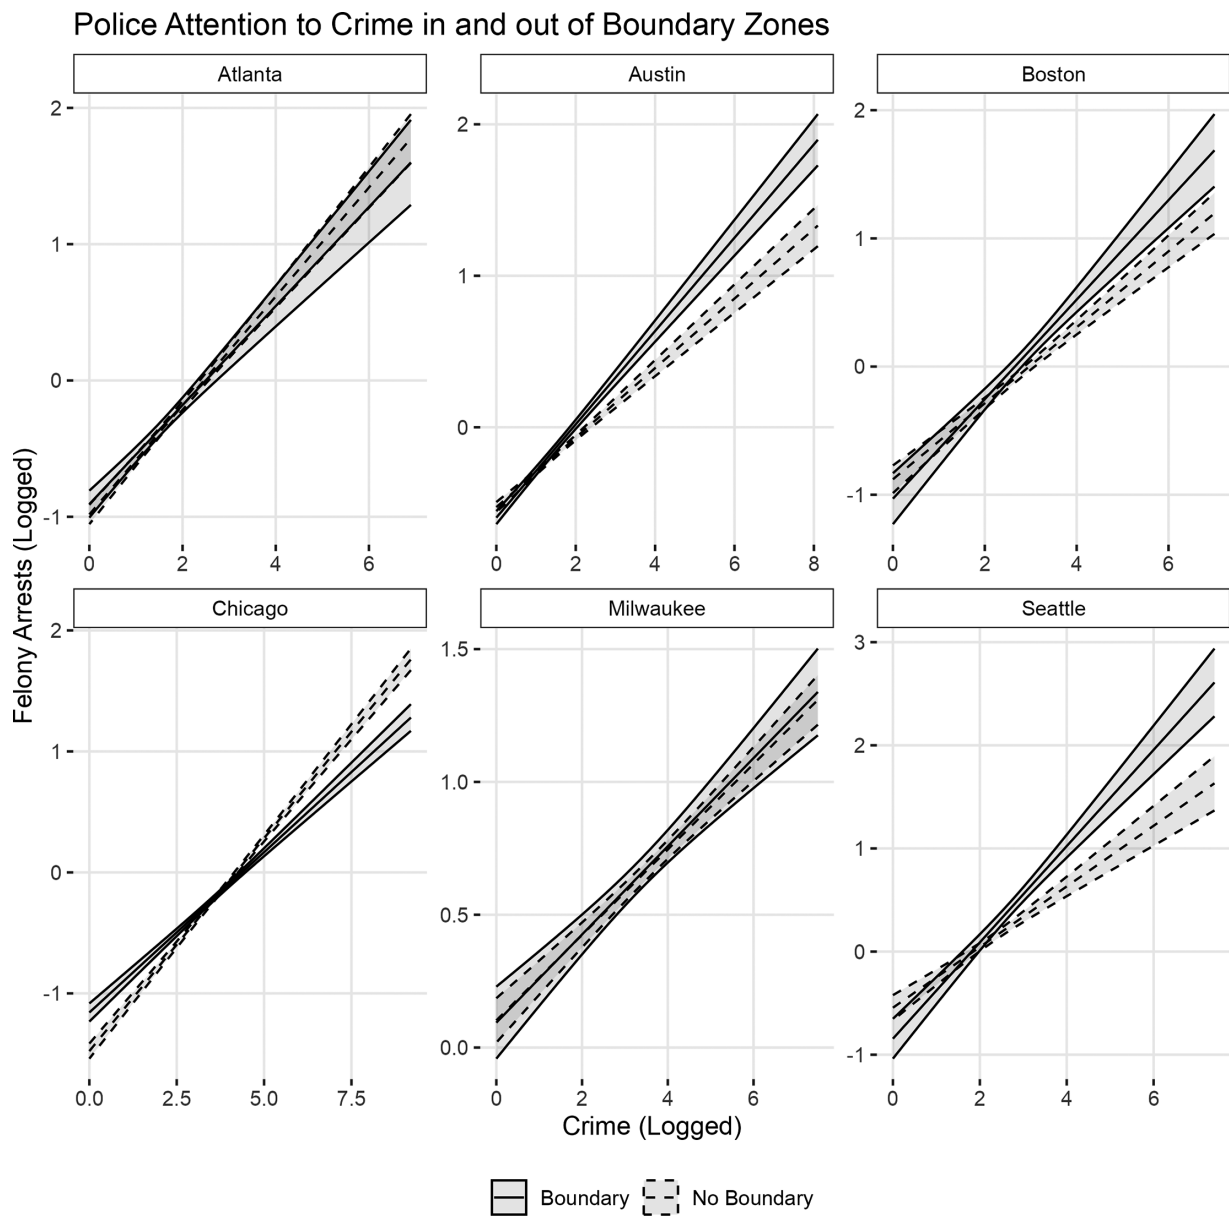 Police Attention to Crime in and out of Boundary Zones
Atlanta
Austin
Boston
2
1
0
-1
0 2 4 6
2
1
0
0 2 4 6 8
2
1
0
-1
0 2 4 6
Felony Arrests (Logged)
Chicago
Milwaukee
Seattle
2
1
0
-1
0.0 2.5 5.0 7.5
1.5
1.0
0.5
0.0
0 2 4 6
3
2
1
0
-1
0 2 4 6
Crime (Logged)
Boundary No Boundary